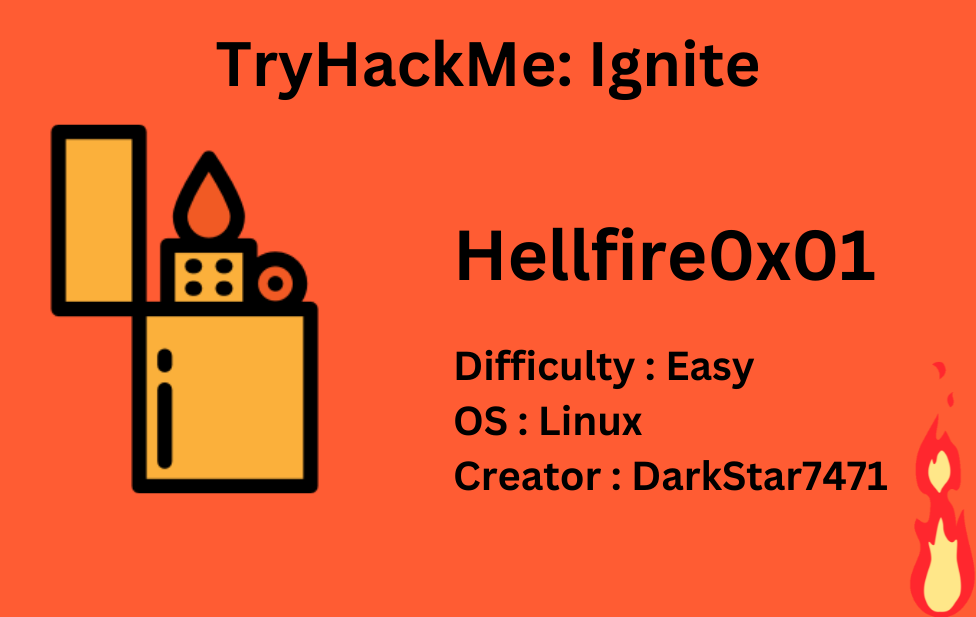 TryHackMe: Ignite
Hellfire0x01
Difficulty : Easy
OS : Linux
Creator : DarkStar7471